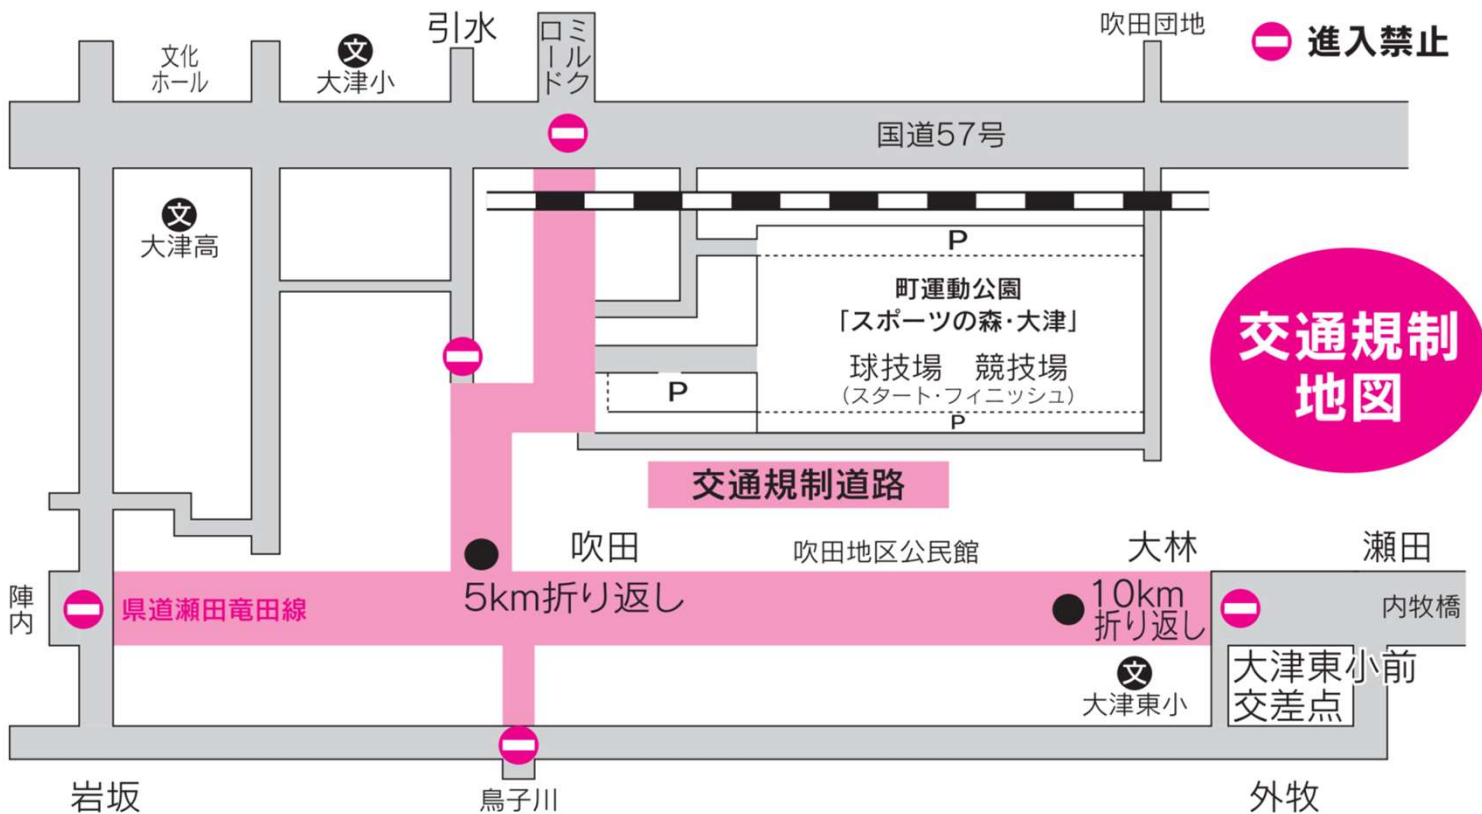 引水
ミルク
ロード
吹田団地
進入禁止
文化
ホール
文
大津小
国道57号
文
大津高
P
町運動公園
「スポーツの森・大津」
球技場 競技場
(スタート・フィニッシュ)
P
P
交通規制
地図
交通規制道路
吹田
吹田地区公民館
大林
瀬田
陣内
県道瀬田竜田線
5km折り返し
10km
折り返し
内牧橋
文
大津東小
大津東小前
交差点
岩坂
鳥子川
外牧